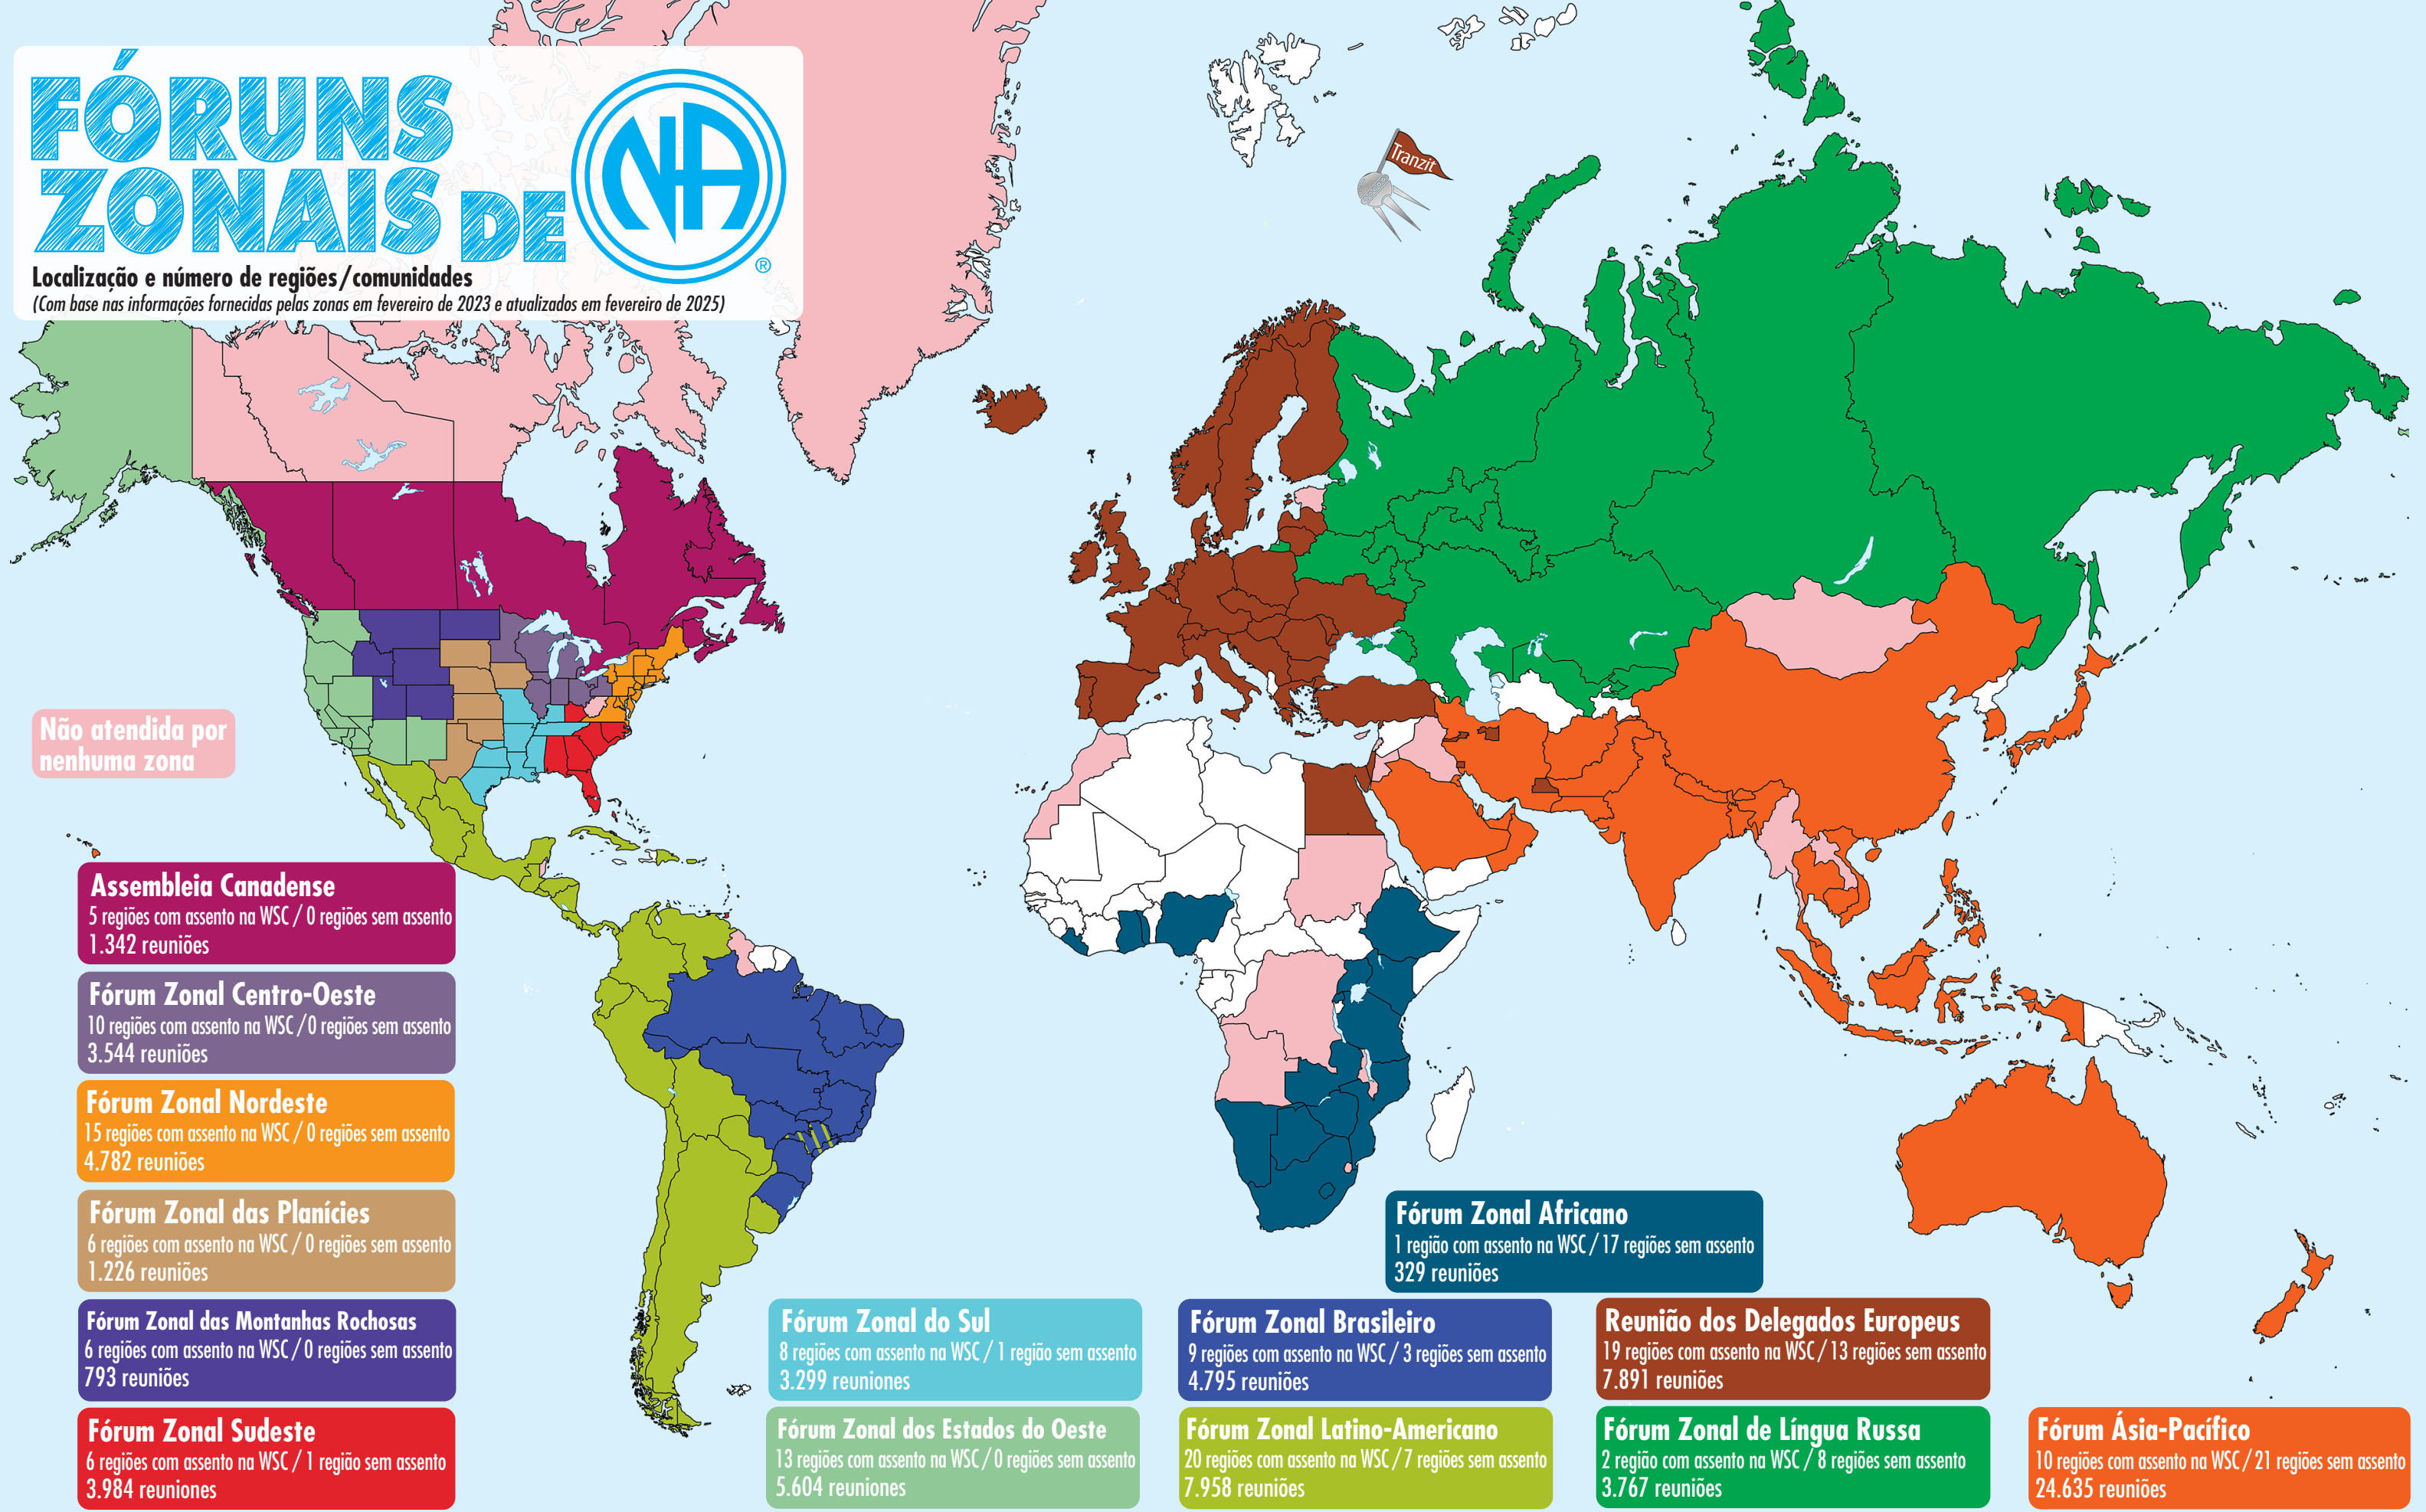 FÓRUNS
ZONAIS DE
NA
®
Localização e número de regiões/comunidades
(Com base nas informações fornecidas pelas zonas em fevereiro de 2023 e atualizados em fevereiro de 2025)
Tranzit
Não atendida por
nenhuma zona
Assembleia Canadense
5 regiões com assento na WSC / 0 regiões sem assento
1.342 reuniões
Fórum Zonal Centro-Oeste
10 regiões com assento na WSC / 0 regiões sem assento
3.544 reuniões
Fórum Zonal Nordeste
15 regiões com assento na WSC / 0 regiões sem assento
4.782 reuniões
Fórum Zonal das Planícies
6 regiões com assento na WSC / 0 regiões sem assento
1.226 reuniões
Fórum Zonal das Montanhas Rochosas
6 regiões com assento na WSC / 0 regiões sem assento
793 reuniões
Fórum Zonal Sudeste
6 regiões com assento na WSC / 1 região sem assento
3.984 reuniones
Fórum Zonal do Sul
8 regiões com assento na WSC / 1 região sem assento
3.299 reuniones
Fórum Zonal dos Estados do Oeste
13 regiões com assento na WSC / 0 regiões sem assento
5.604 reuniones
Fórum Zonal Brasileiro
9 regiões com assento na WSC / 3 regiões sem assento
4.795 reuniões
Fórum Zonal Latino-Americano
20 regiões com assento na WSC / 7 regiões sem assento
7.958 reuniões
Fórum Zonal Africano
1 região com assento na WSC / 17 regiões sem assento
329 reuniões
Reunião dos Delegados Europeus
19 regiões com assento na WSC / 13 regiões sem assento
7.891 reuniões
Fórum Zonal de Língua Russa
2 região com assento na WSC / 8 regiões sem assento
3.767 reuniões
Fórum Ásia-Pacífico
10 regiões com assento na WSC / 21 regiões sem assento
24.635 reuniões